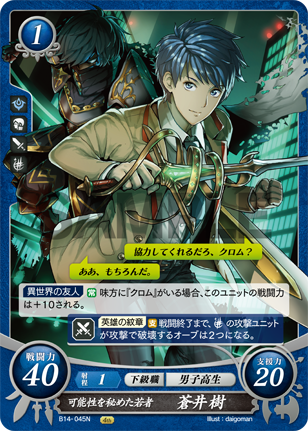 1
協力してくれるだろ、クロム？
ああ、もちろんだ。
異世界の友人 常 味方に『クロム』がいる場合、このユニットの戦闘力
は＋10される。
英雄の紋章 支 戦闘終了まで、の攻撃ユニット
が攻撃で破壊するオーブは2つになる。
戦闘力
40
射程 1 下級職 男子高生
支援力
20
可能性を秘めた若者 蒼井 樹
B14-045N 4th Illust：daigoman